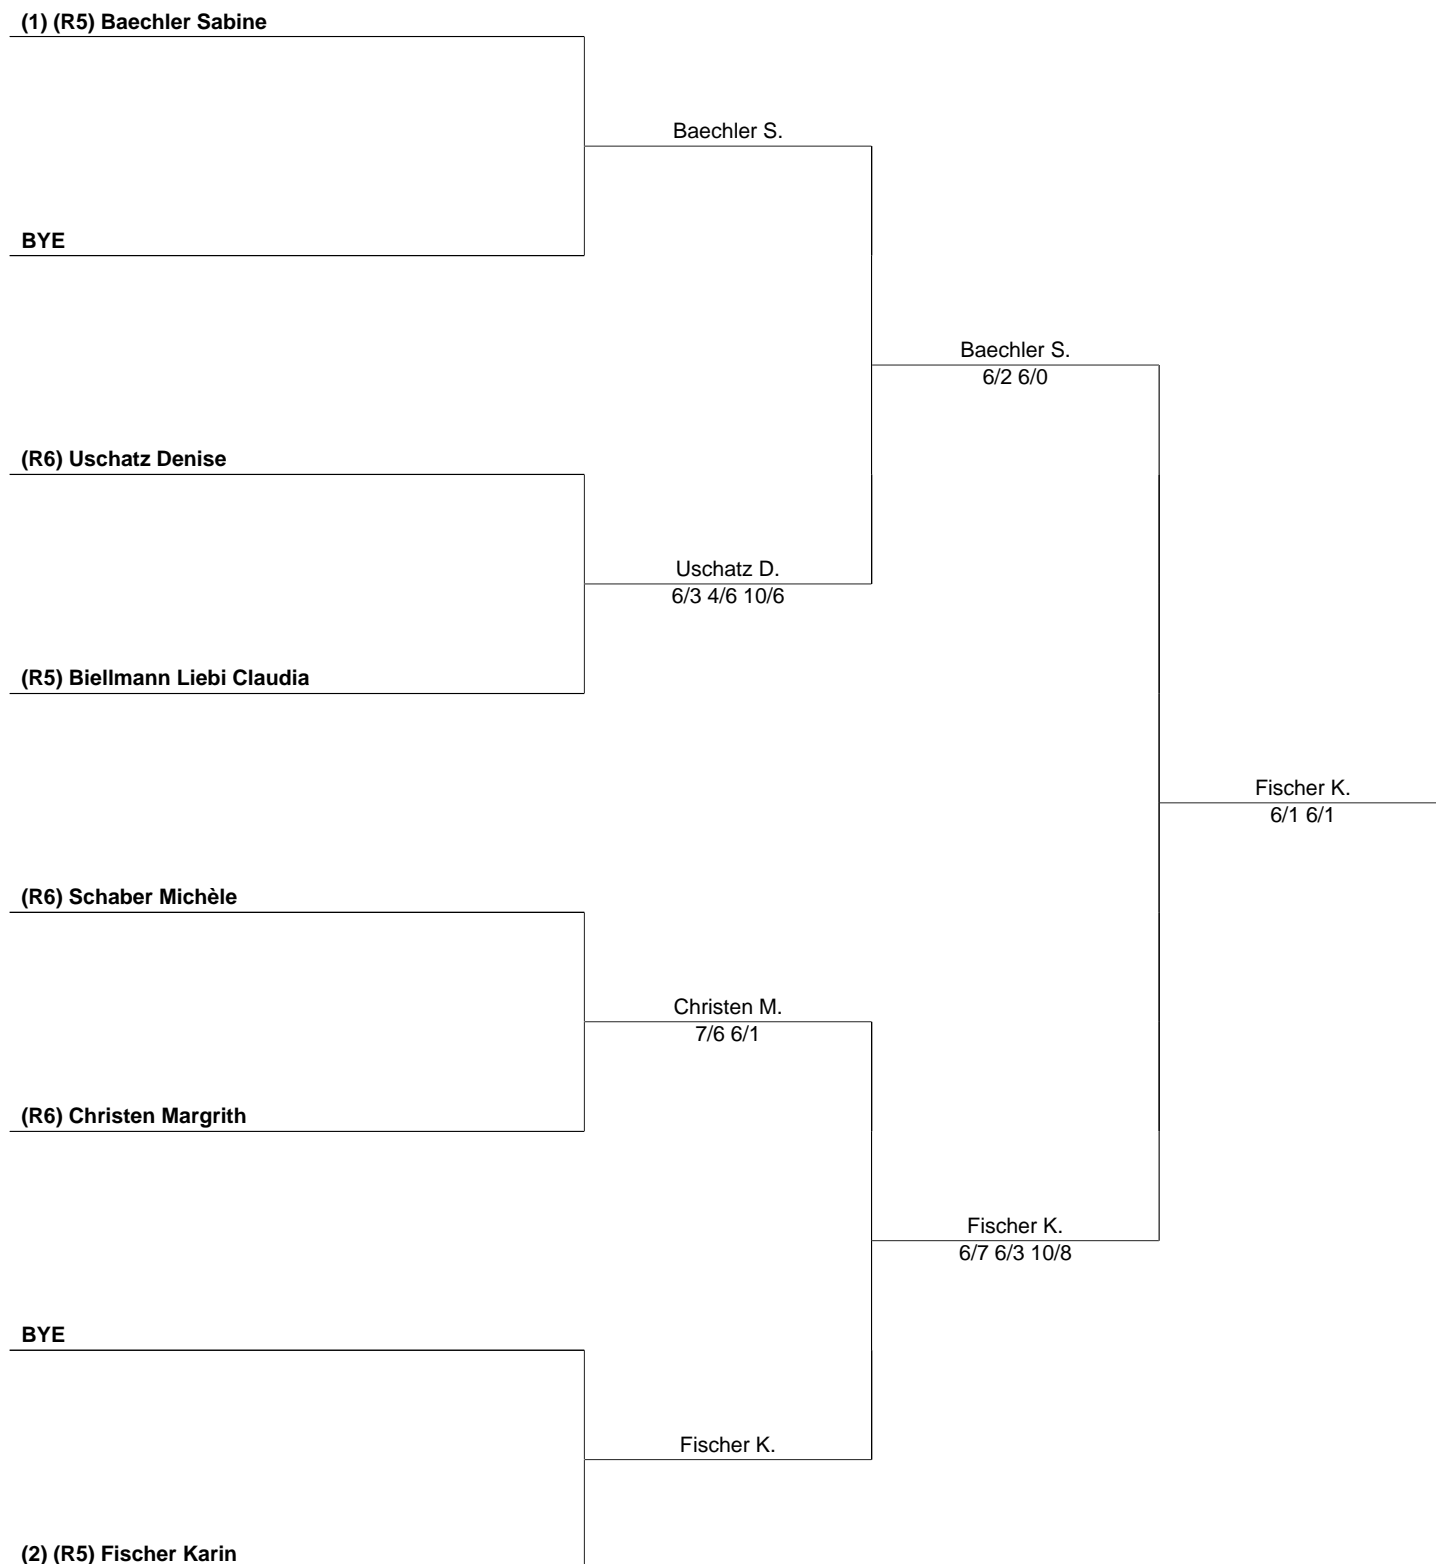 (1) (R5) Baechler Sabine
Baechler S.
BYE
Baechler S.
6/2 6/0
(R6) Uschatz Denise
Uschatz D.
6/3 4/6 10/6
(R5) Biellmann Liebi Claudia
Fischer K.
6/1 6/1
(R6) Schaber Michèle
Christen M.
7/6 6/1
(R6) Christen Margrith
Fischer K.
6/7 6/3 10/8
BYE
Fischer K.
(2) (R5) Fischer Karin